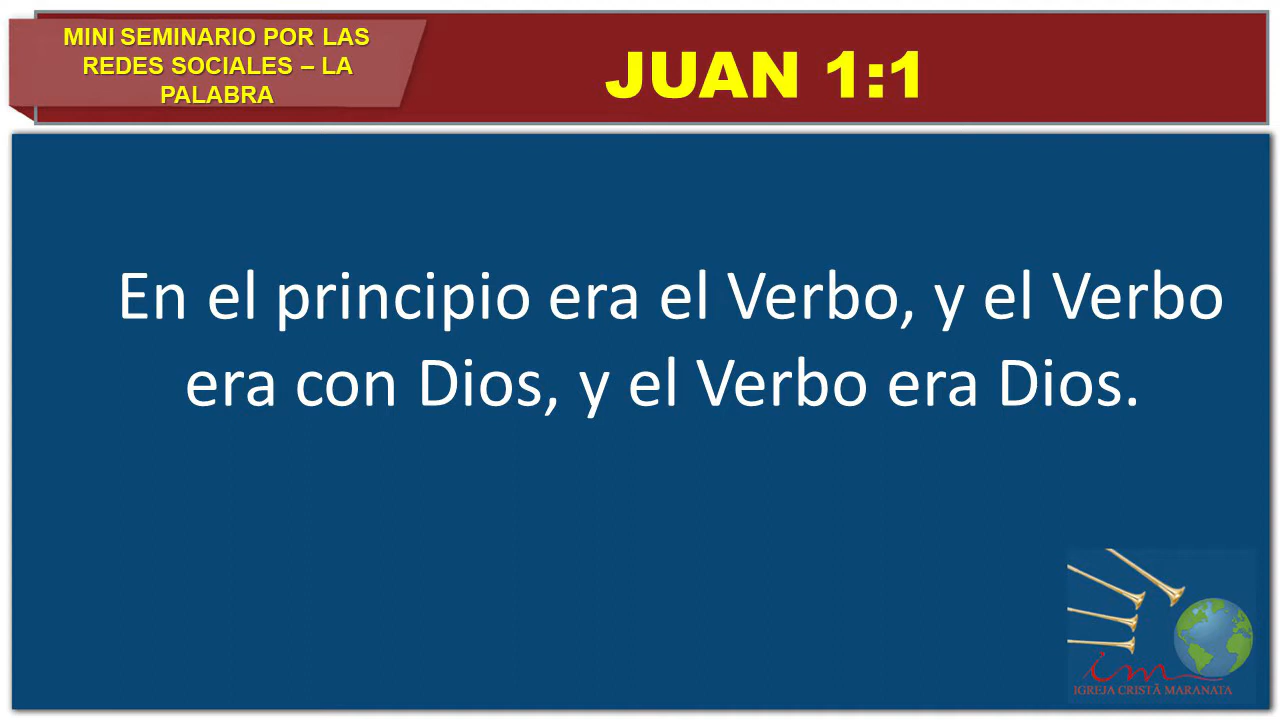 MINI SEMINARIO POR LAS
REDES SOCIALES – LA
PALABRA
JUAN 1:1
En el principio era el Verbo, y el Verbo
era con Dios, y el Verbo era Dios.
im
IGREJA CRISTÃ MARANATA